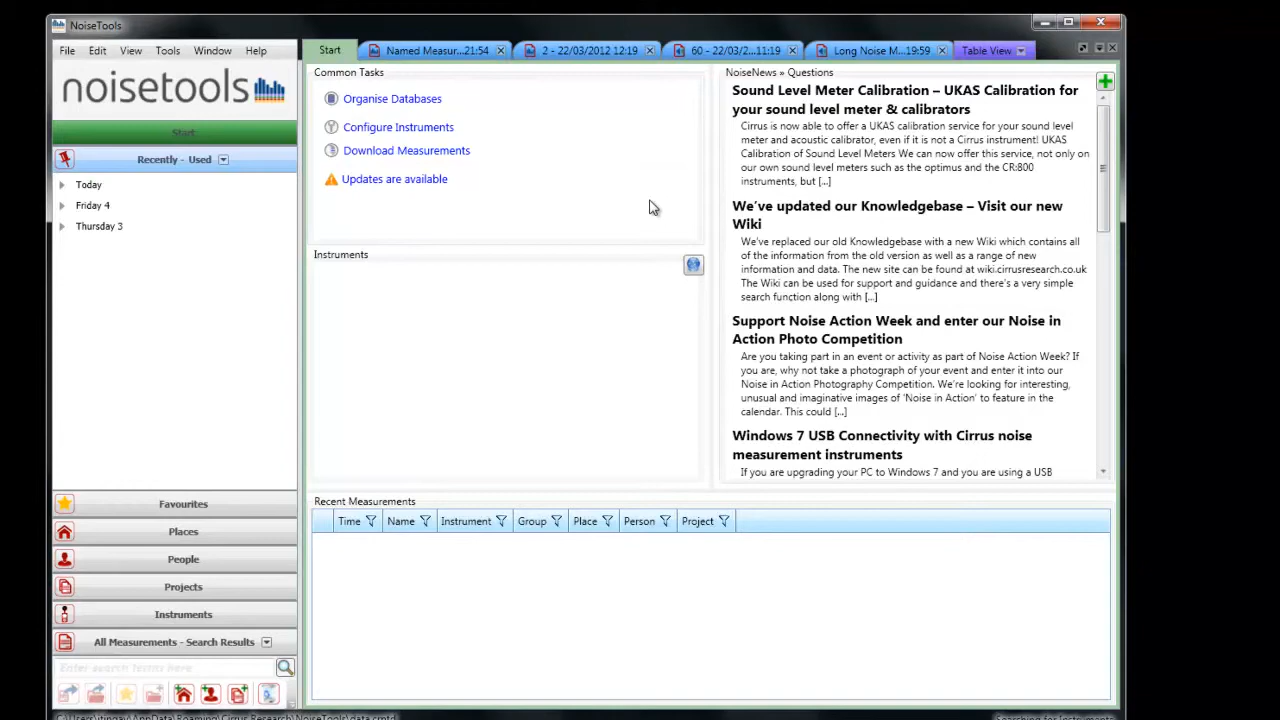 NoiseTools
File Edit View Tools Window Help
Start Named Measur...21:54 2 - 22/03/2012 12:19 60 - 22/03/2...11:19 Long Noise M...19:59 Table View
noisetools
Start
Recently - Used
Today
Friday 4
Thursday 3
Favourites
Places
People
Projects
Instruments
All Measurements - Search Results
Enter search terms here
Common Tasks
Organise Databases
Configure Instruments
Download Measurements
Updates are available
Instruments
NoiseNews » Questions
Sound Level Meter Calibration – UKAS Calibration for
your sound level meter & calibrators
Cirrus is now able to offer a UKAS calibration service for your sound level
meter and acoustic calibrator, even if it is not a Cirrus instrument! UKAS
Calibration of Sound Level Meters We can now offer this service, not only on
our own sound level meters such as the optimus and the CR:800
instruments, but [...]
We've updated our Knowledgebase – Visit our new
Wiki
We've replaced our old Knowledgebase with a new Wiki which contains all
of the information from the old version as well as a range of new
information and data. The new site can be found at wiki.cirrusresearch.co.uk
The Wiki can be used for support and guidance and there's a very simple
search function along with [...]
Support Noise Action Week and enter our Noise in
Action Photo Competition
Are you taking part in an event or activity as part of Noise Action Week? If
you are, why not take a photograph of your event and enter it into our
Noise in Action Photography Competition. We're looking for interesting,
unusual and imaginative images of 'Noise in Action' to feature in the
calendar. This could [...]
Windows 7 USB Connectivity with Cirrus noise
measurement instruments
If you are upgrading your PC to Windows 7 and you are using a USB
Recent Measurements
Time Name Instrument Group Place Person Project